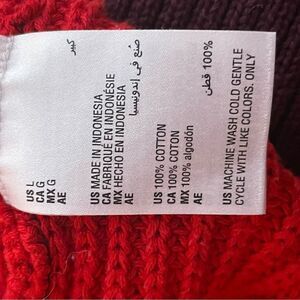 US L
CA G
MX G
AE كبير
US MADE IN INDONESIA
CA FABRIQUÉ EN INDONÉSIE
MX HECHO EN INDONESIA
AE صُنع في إندونيسيا
US 100% COTTON
CA 100% COTON
MX 100% algodón
AE 100% قطن
US MACHINE WASH COLD GENTLE
CYCLE WITH LIKE COLORS. ONLY